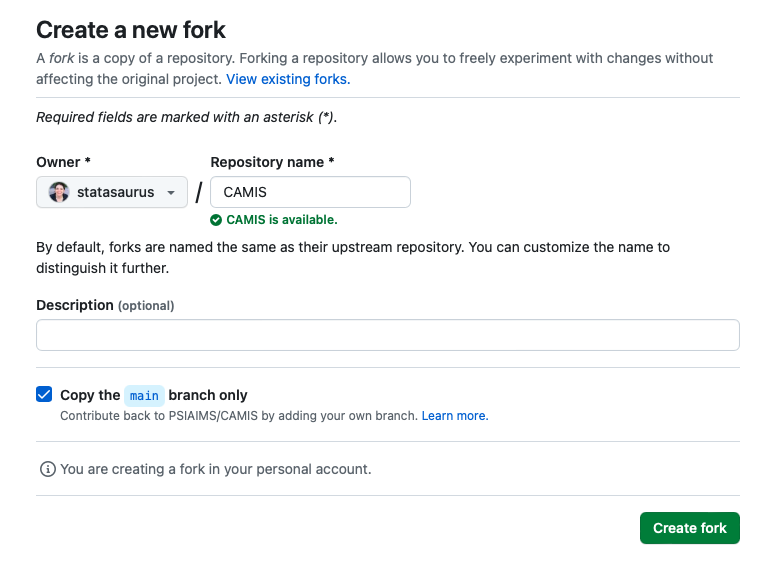 Create a new fork
A fork is a copy of a repository. Forking a repository allows you to freely experiment with changes without
affecting the original project. View existing forks.
Required fields are marked with an asterisk (*).
Owner * Repository name *
statasaurus / CAMIS
CAMIS is available.
By default, forks are named the same as their upstream repository. You can customize the name to
distinguish it further.
Description (optional)
Copy the main branch only
Contribute back to PSIAIMS/CAMIS by adding your own branch. Learn more.
You are creating a fork in your personal account.
Create fork